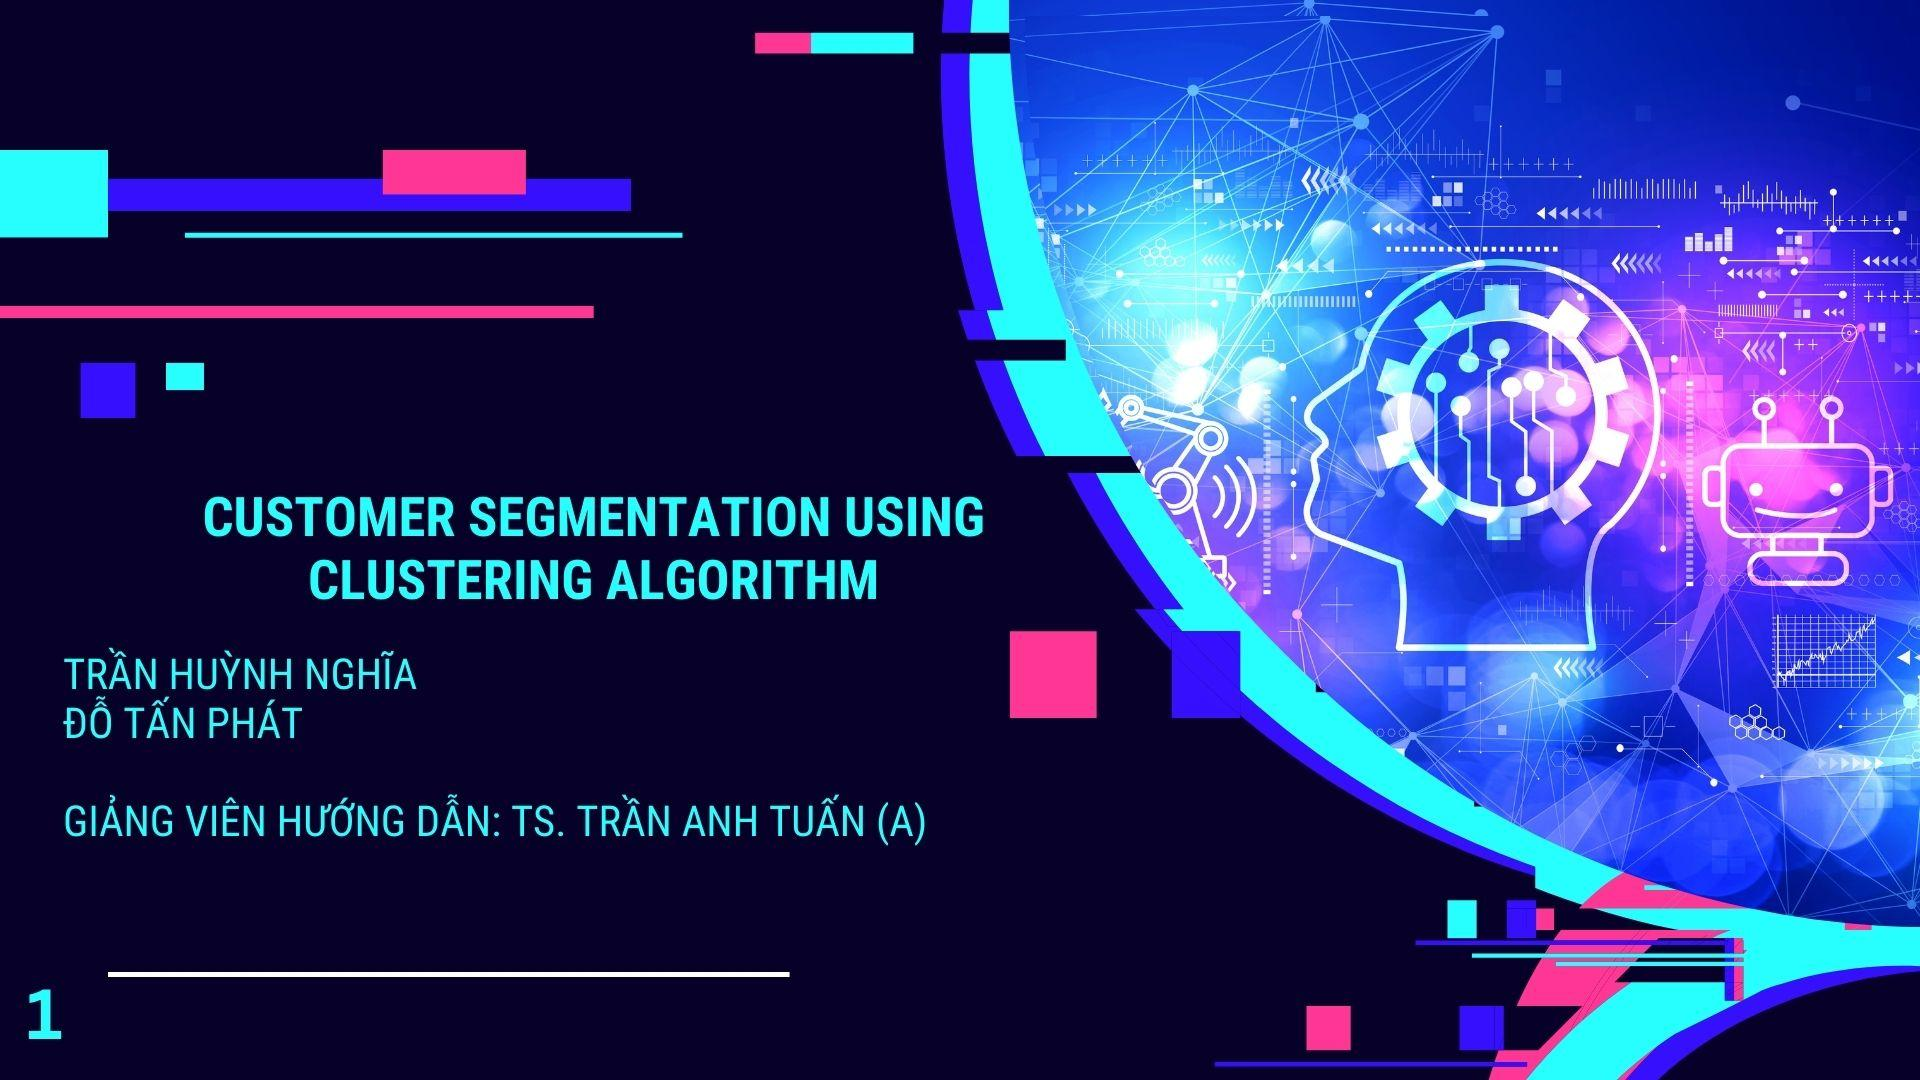 CUSTOMER SEGMENTATION USING
CLUSTERING ALGORITHM
TRẦN HUỲNH NGHĨA
ĐỖ TẤN PHÁT
GIẢNG VIÊN HƯỚNG DẪN: TS. TRẦN ANH TUẤN (A)
1